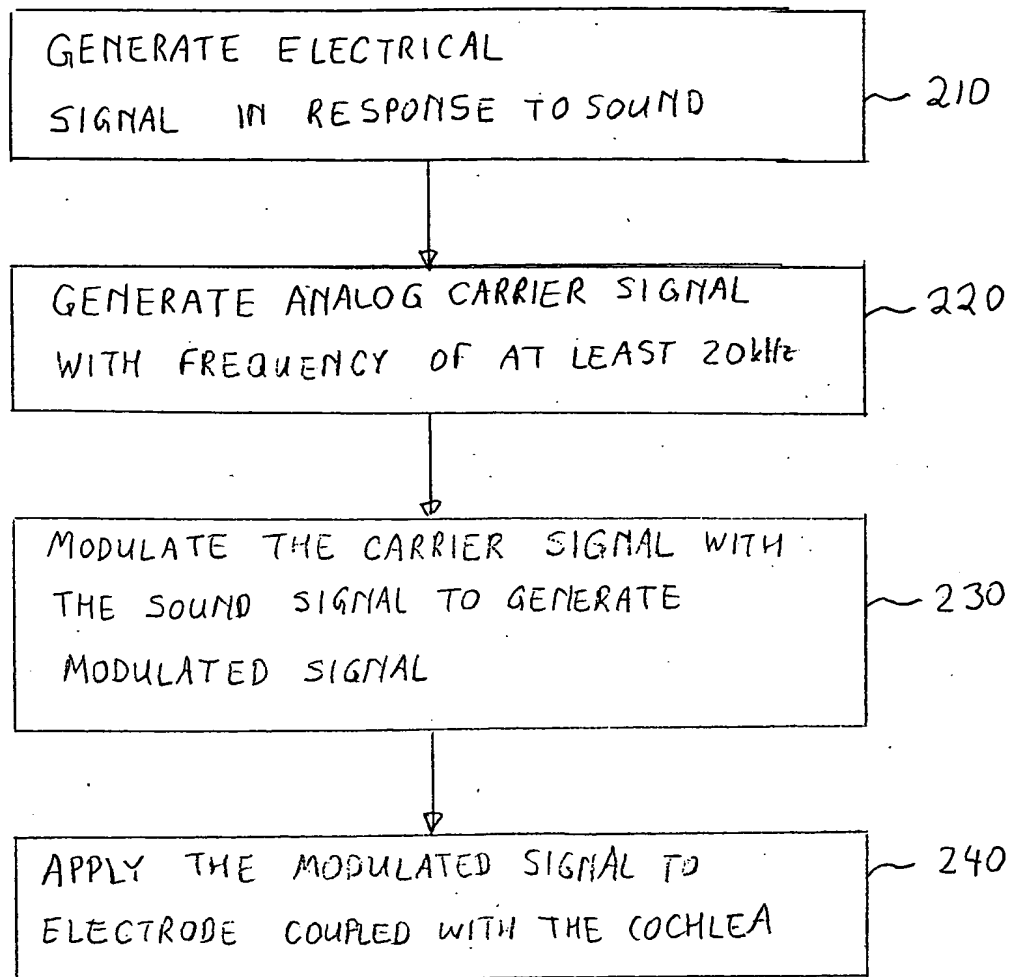 GENERATE ELECTRICAL
SIGNAL IN RESPONSE TO SOUND
210
GENERATE ANALOG CARRIER SIGNAL
WITH FREQUENCY OF AT LEAST 20kHz
220
MODULATE THE CARRIER SIGNAL WITH
THE SOUND SIGNAL TO GENERATE
MODULATED SIGNAL
230
APPLY THE MODULATED SIGNAL TO
ELECTRODE COUPLED WITH THE COCHLEA
240